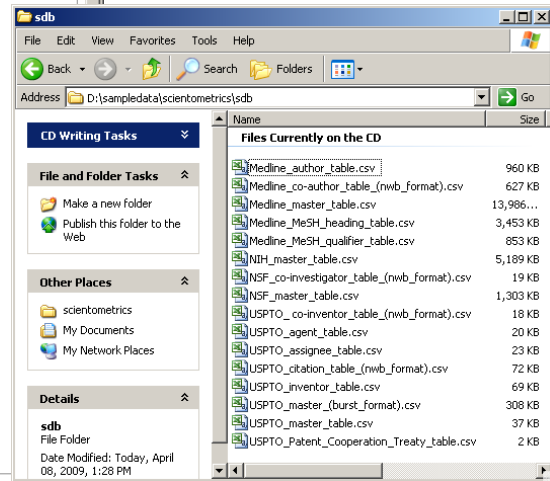 sdb
File Edit View Favorites Tools Help
Back Search Folders
Address D:\sampledata\scientometrics\sdb Go
Name Size
CD Writing Tasks
File and Folder Tasks
Make a new folder
Publish this folder to the
Web
Other Places
scientometrics
My Documents
My Network Places
Details
sdb
File Folder
Date Modified: Today, April
08, 2009, 1:28 PM
Files Currently on the CD
Medline_author_table.csv 960 KB
Medline_co-author_table_(nwb_format).csv 627 KB
Medline_master_table.csv 13,986...
Medline_MeSH_heading_table.csv 3,453 KB
Medline_MeSH_qualifier_table.csv 853 KB
NIH_master_table.csv 5,189 KB
NSF_co-investigator_table_(nwb_format).csv 19 KB
NSF_master_table.csv 1,303 KB
USPTO_ co-inventor_table_(nwb_format).csv 18 KB
USPTO_agent_table.csv 20 KB
USPTO_assignee_table.csv 23 KB
USPTO_citation_table_(nwb_format).csv 72 KB
USPTO_inventor_table.csv 69 KB
USPTO_master_(burst_format).csv 308 KB
USPTO_master_table.csv 37 KB
USPTO_Patent_Cooperation_Treaty_table.csv 2 KB